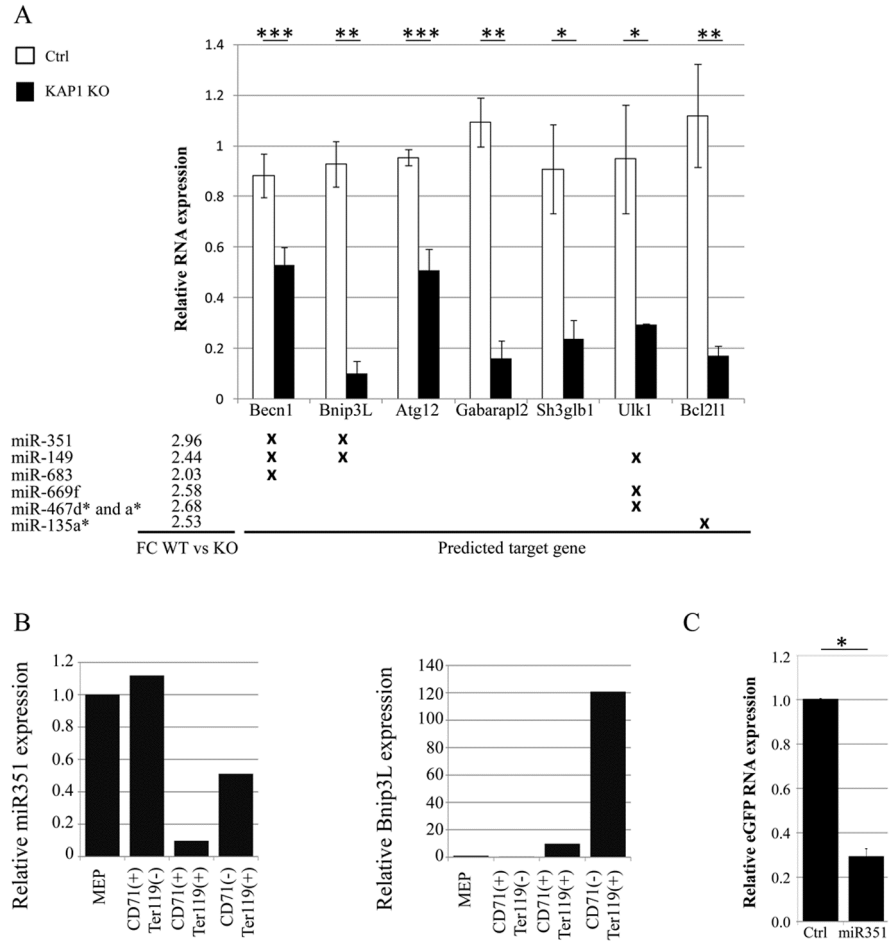 A
Ctrl
KAP1 KO
*** ** *** ** * * **
Relative RNA expression
1.4
1.2
1
0.8
0.6
0.4
0.2
0
Becn1 Bnip3L Atg12 Gabarapl2 Sh3glb1 Ulk1 Bcl2l1
miR-351 2.96 x x
miR-149 2.44 x x x
miR-683 2.03 x
miR-669f 2.58 x
miR-467d* and a* 2.68 x
miR-135a* 2.53 x
FC WT vs KO Predicted target gene
B
Relative miR351 expression
1.2
1.0
0.8
0.6
0.4
0.2
0
MEP
CD71(+)
Ter119(-)
CD71(+)
Ter119(+)
CD71(-)
Ter119(+)
Relative Bnip3L expression
140
120
100
80
60
40
20
0
MEP
CD71(+)
Ter119(-)
CD71(+)
Ter119(+)
CD71(-)
Ter119(+)
C
*
Relative eGFP RNA expression
1.2
1.0
0.8
0.6
0.4
0.2
0.0
Ctrl miR351